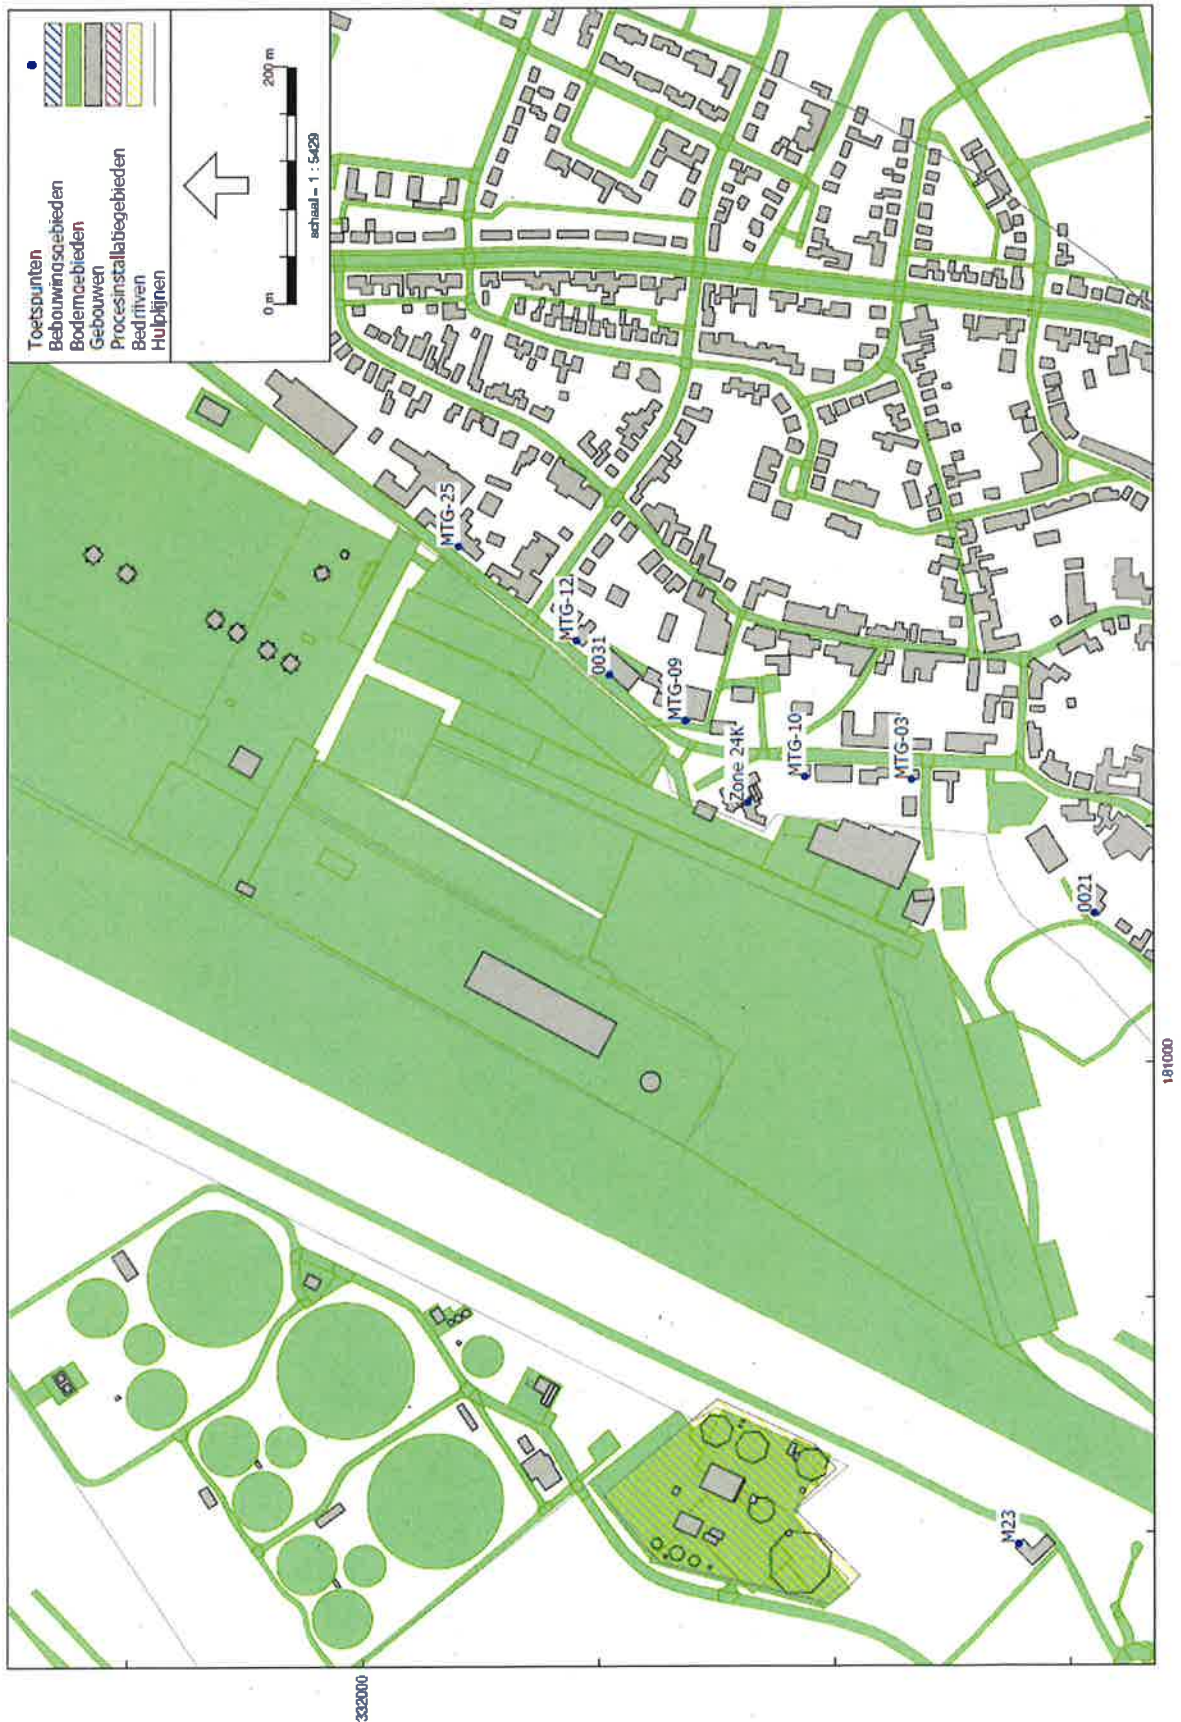 Toetspunten
Bebouwingsgebieden
Bodemgebieden
Gebouwen
Procesinstallatiegebieden
Bedrijven
Hulplijnen
0 m
200 m
schaal = 1 : 5429
MTG-25
MTG-12
0031
MTG-09
Zone 24K
MTG-10
MTG-03
0021
M23
332000
181000